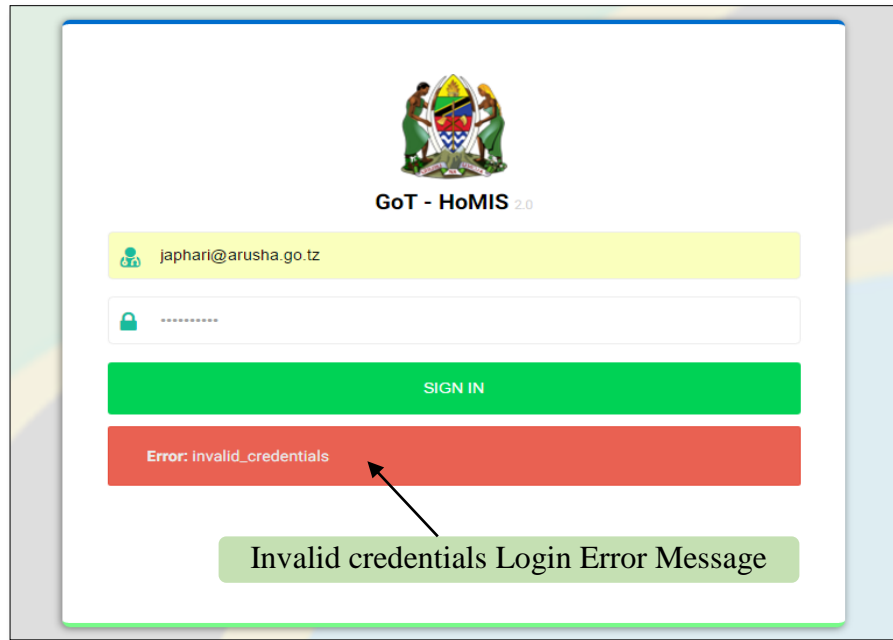 GoT - HoMIS 2.0
japhari@arusha.go.tz
••••••••••
SIGN IN
Error: invalid_credentials
Invalid credentials Login Error Message